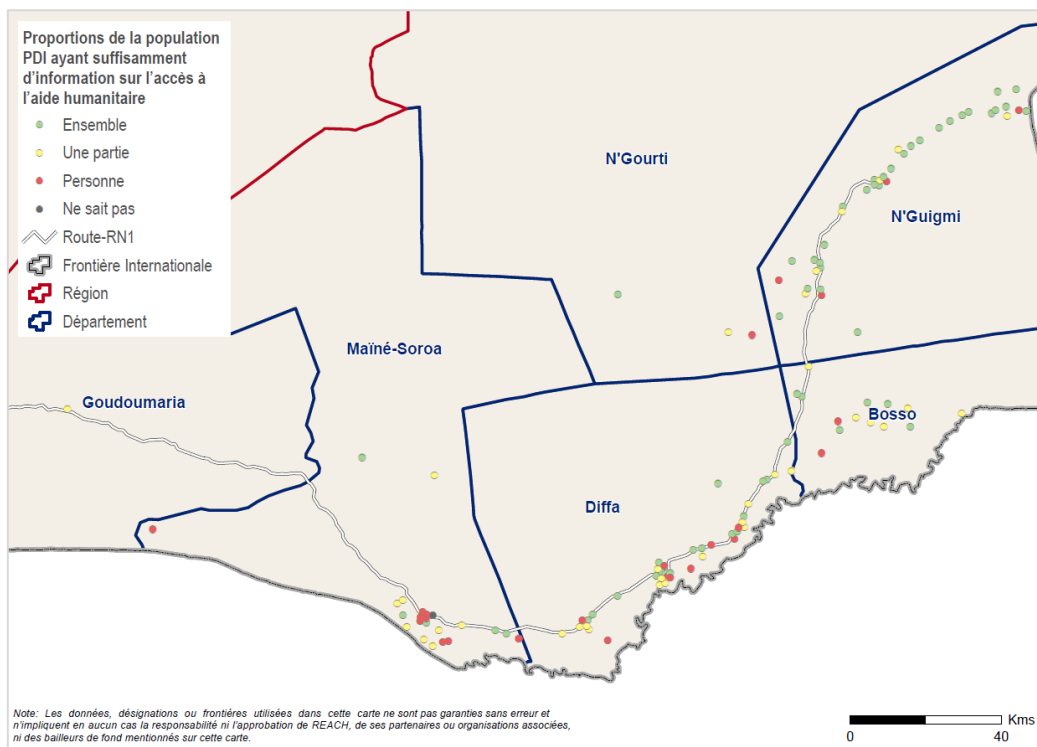 Proportions de la population
PDI ayant suffisamment
d'information sur l'accès à
l'aide humanitaire
Ensemble
Une partie
Personne
Ne sait pas
Route-RN1
Frontière Internationale
Région
Département
N'Gourti
N'Guigmi
Maïné-Soroa
Goudoumaria
Bosso
Diffa
Note: Les données, désignations ou frontières utilisées dans cette carte ne sont pas garanties sans erreur et
n'impliquent en aucun cas la responsabilité ni l'approbation de REACH, de ses partenaires ou organisations associées,
ni des bailleurs de fond mentionnés sur cette carte.
Kms
0 40